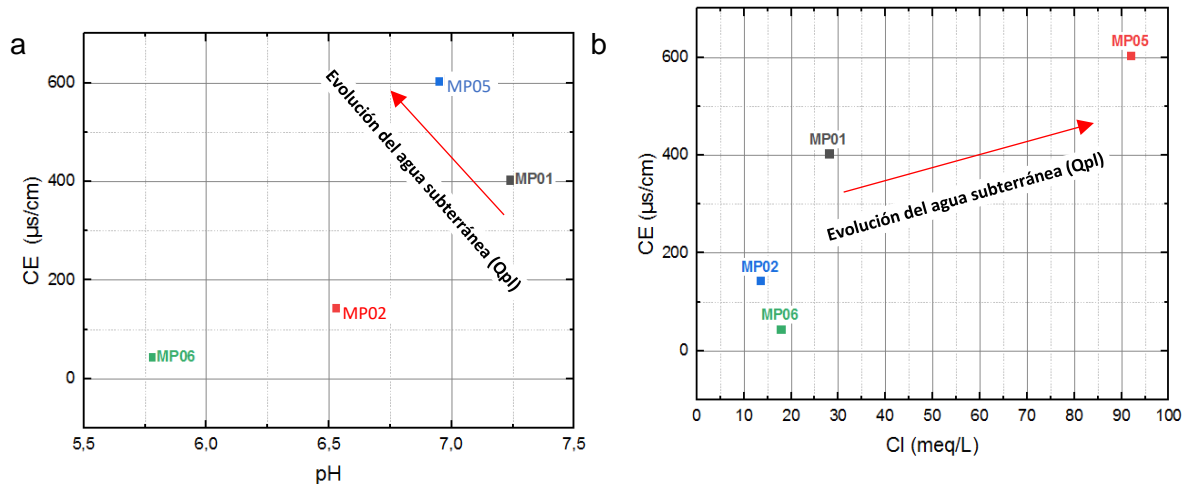 a
CE (µs/cm)
600
400
200
0
5,5
6,0
6,5
7,0
7,5
pH
MP05
MP01
MP02
MP06
Evolución del agua subterránea (Qpl)
b
CE (µs/cm)
600
400
200
0
0
10
20
30
40
50
60
70
80
90
100
Cl (meq/L)
MP05
MP01
MP02
MP06
Evolución del agua subterránea (Qpl)